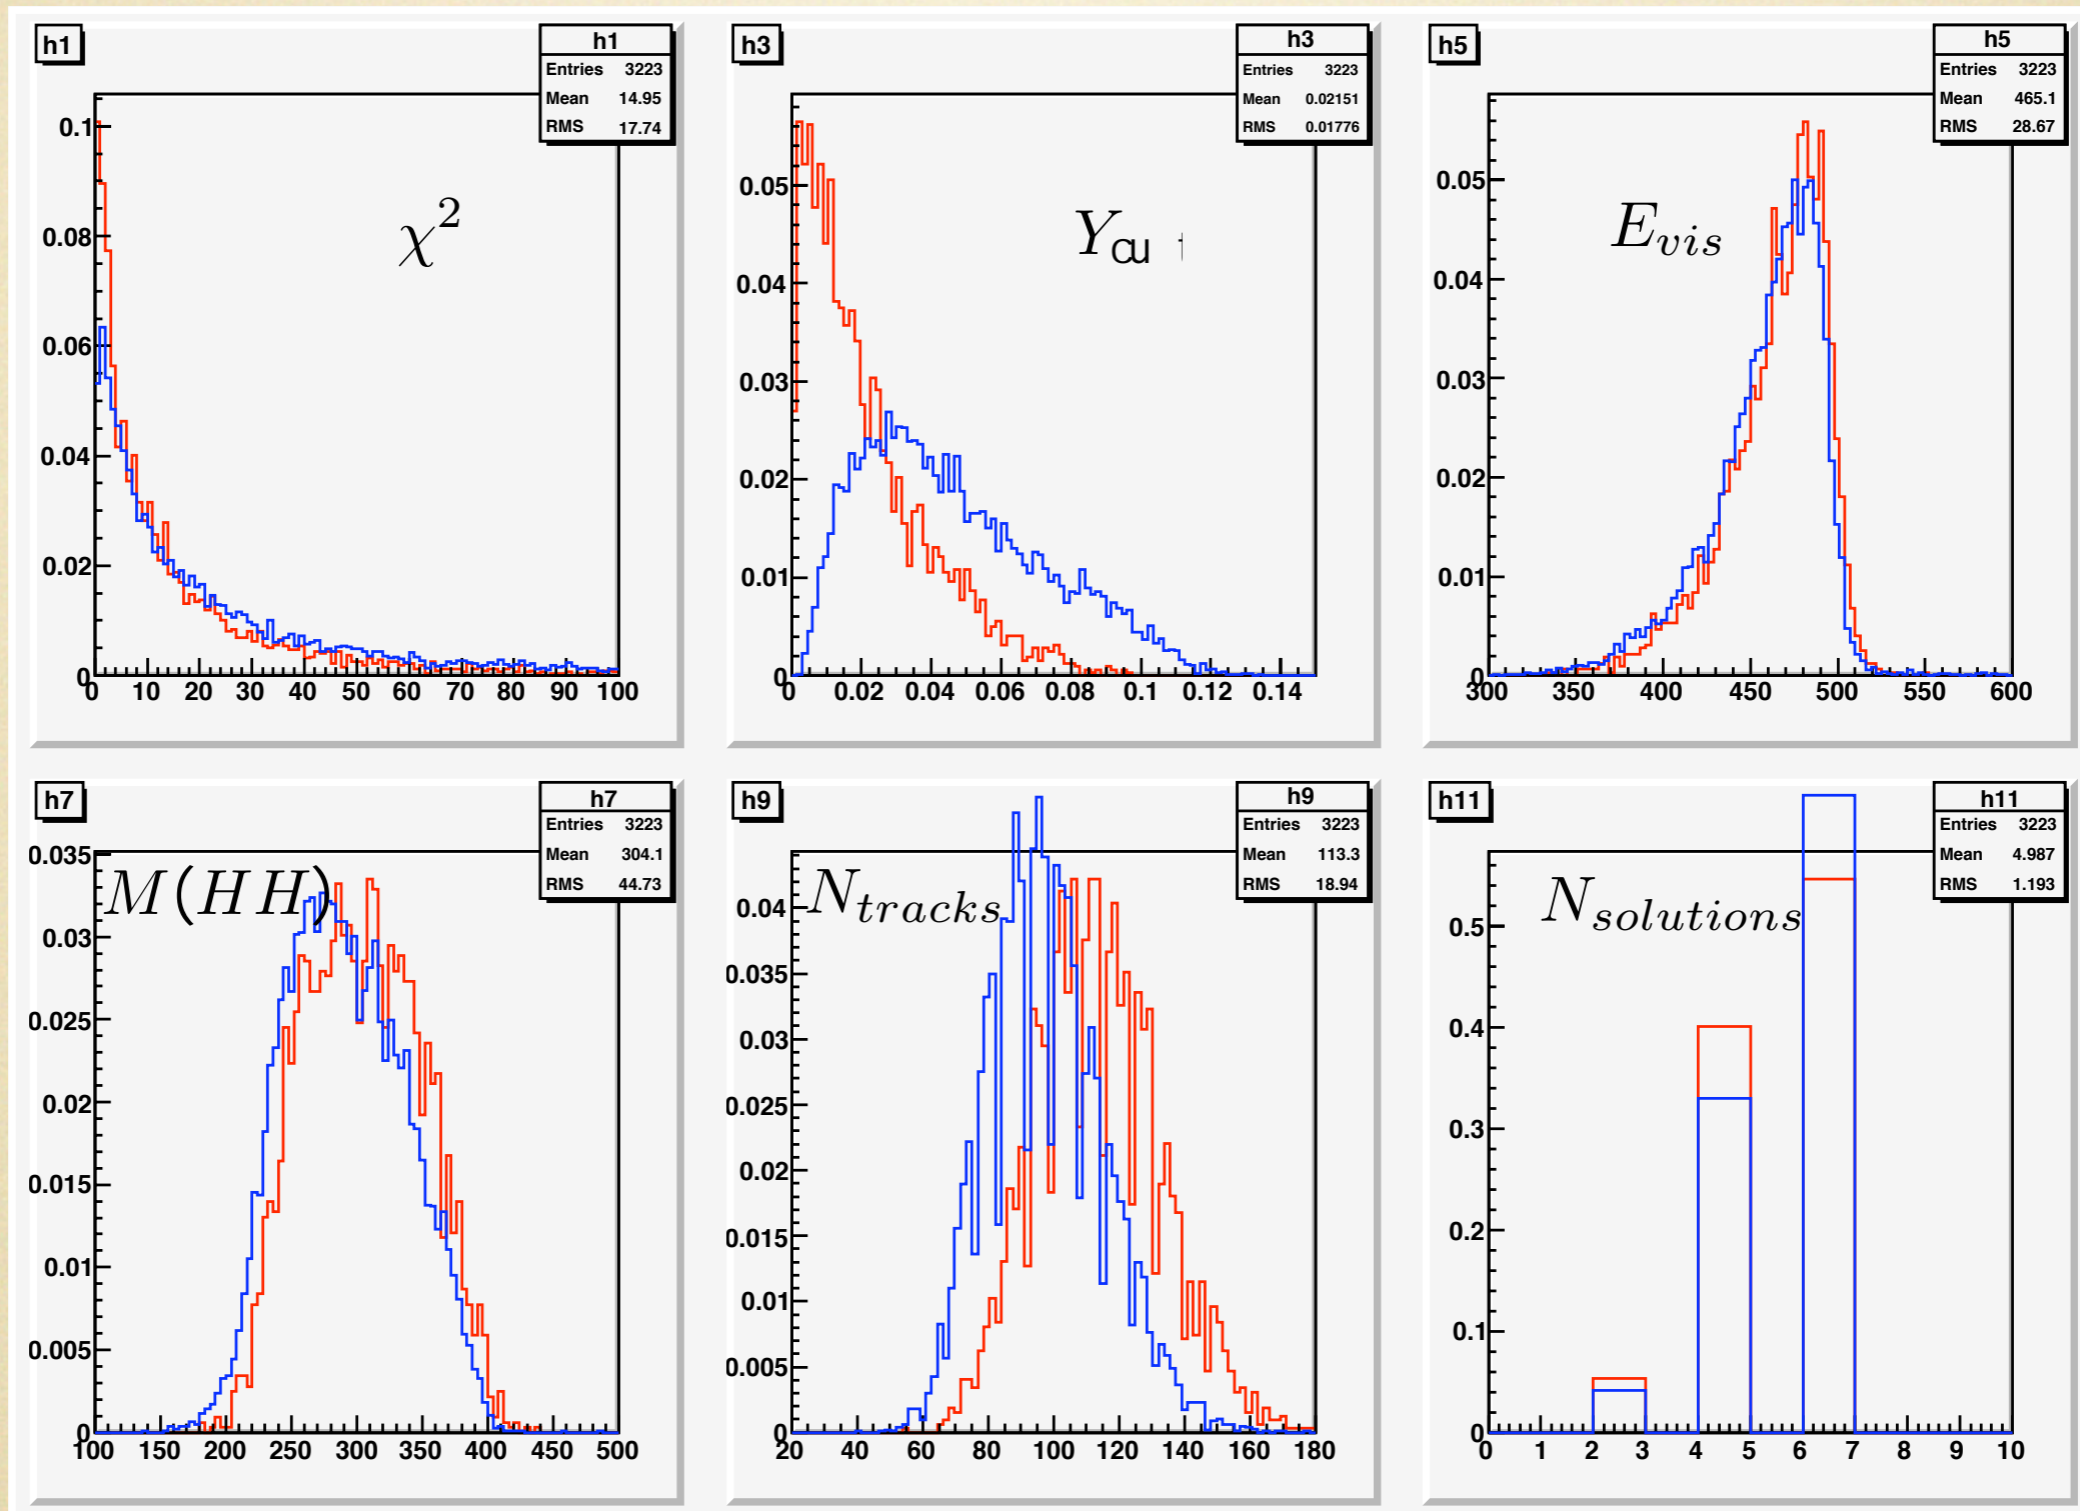 h1
h1
Entries 3223
Mean 14.95
RMS 17.74
χ²
0.1
0.08
0.06
0.04
0.02
0
0 10 20 30 40 50 60 70 80 90 100
h3
h3
Entries 3223
Mean 0.02151
RMS 0.01776
Y_cut
0.05
0.04
0.03
0.02
0.01
0
0 0.02 0.04 0.06 0.08 0.1 0.12 0.14
h5
h5
Entries 3223
Mean 465.1
RMS 28.67
E_vis
0.05
0.04
0.03
0.02
0.01
0
300 350 400 450 500 550 600
h7
h7
Entries 3223
Mean 304.1
RMS 44.73
M(HH)
0.035
0.03
0.025
0.02
0.015
0.01
0.005
0
100 150 200 250 300 350 400 450 500
h9
h9
Entries 3223
Mean 113.3
RMS 18.94
N_tracks
0.04
0.035
0.03
0.025
0.02
0.015
0.01
0.005
0
20 40 60 80 100 120 140 160 180
h11
h11
Entries 3223
Mean 4.987
RMS 1.193
N_solutions
0.5
0.4
0.3
0.2
0.1
0
0 1 2 3 4 5 6 7 8 9 10